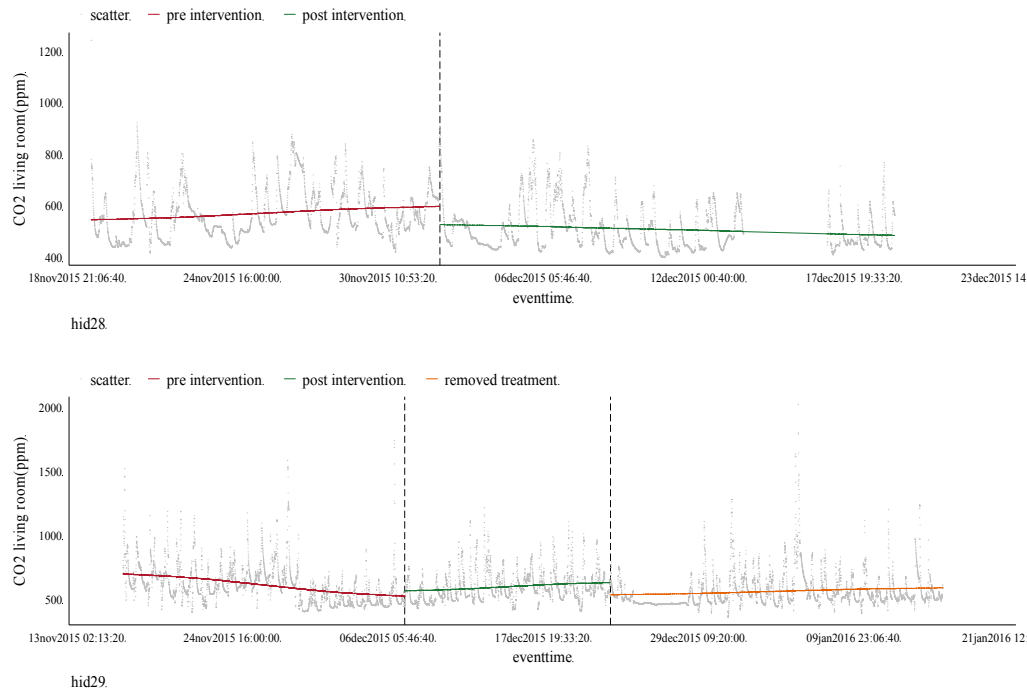 scatter. pre intervention. post intervention.
1200.
1000.
800.
600.
400.
CO2 living room(ppm).
18nov2015 21:06:40. 24nov2015 16:00:00. 30nov2015 10:53:20. 06dec2015 05:46:40. 12dec2015 00:40:00. 17dec2015 19:33:20. 23dec2015 14
eventtime.
hid28.
scatter. pre intervention. post intervention. removed treatment.
2000.
1500.
1000.
500.
CO2 living room(ppm).
13nov2015 02:13:20. 24nov2015 16:00:00. 06dec2015 05:46:40. 17dec2015 19:33:20. 29dec2015 09:20:00. 09jan2016 23:06:40. 21jan2016 12:
eventtime.
hid29.